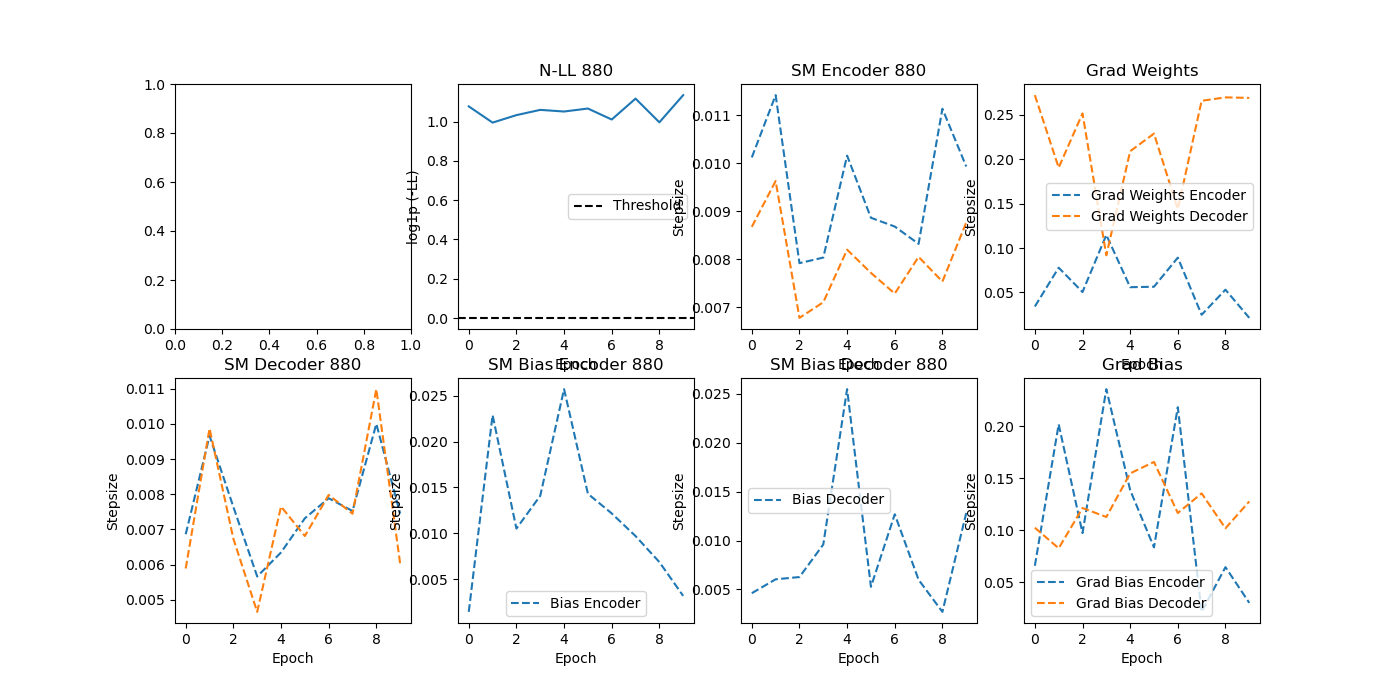 N-LL 880
SM Encoder 880
Grad Weights
1.0
0.8
0.6
0.4
0.2
0.0
0.0 0.2 0.4 0.6 0.8 1.0
log1p (-LL)
1.0
0.8
0.6
0.4
0.2
0.0
Threshold
0 2 4 6 8
Epoch
Stepsize
0.011
0.010
0.009
0.008
0.007
0 2 4 6 8
Epoch
Stepsize
0.25
0.20
0.15
0.10
0.05
Grad Weights Encoder
Grad Weights Decoder
0 2 4 6 8
Epoch
SM Decoder 880
SM Bias Encoder 880
SM Bias Decoder 880
Grad Bias
Stepsize
0.011
0.010
0.009
0.008
0.007
0.006
0.005
0 2 4 6 8
Epoch
Stepsize
0.025
0.020
0.015
0.010
0.005
Bias Encoder
0 2 4 6 8
Epoch
Stepsize
0.025
0.020
0.015
0.010
0.005
Bias Decoder
0 2 4 6 8
Epoch
Stepsize
0.20
0.15
0.10
0.05
Grad Bias Encoder
Grad Bias Decoder
0 2 4 6 8
Epoch